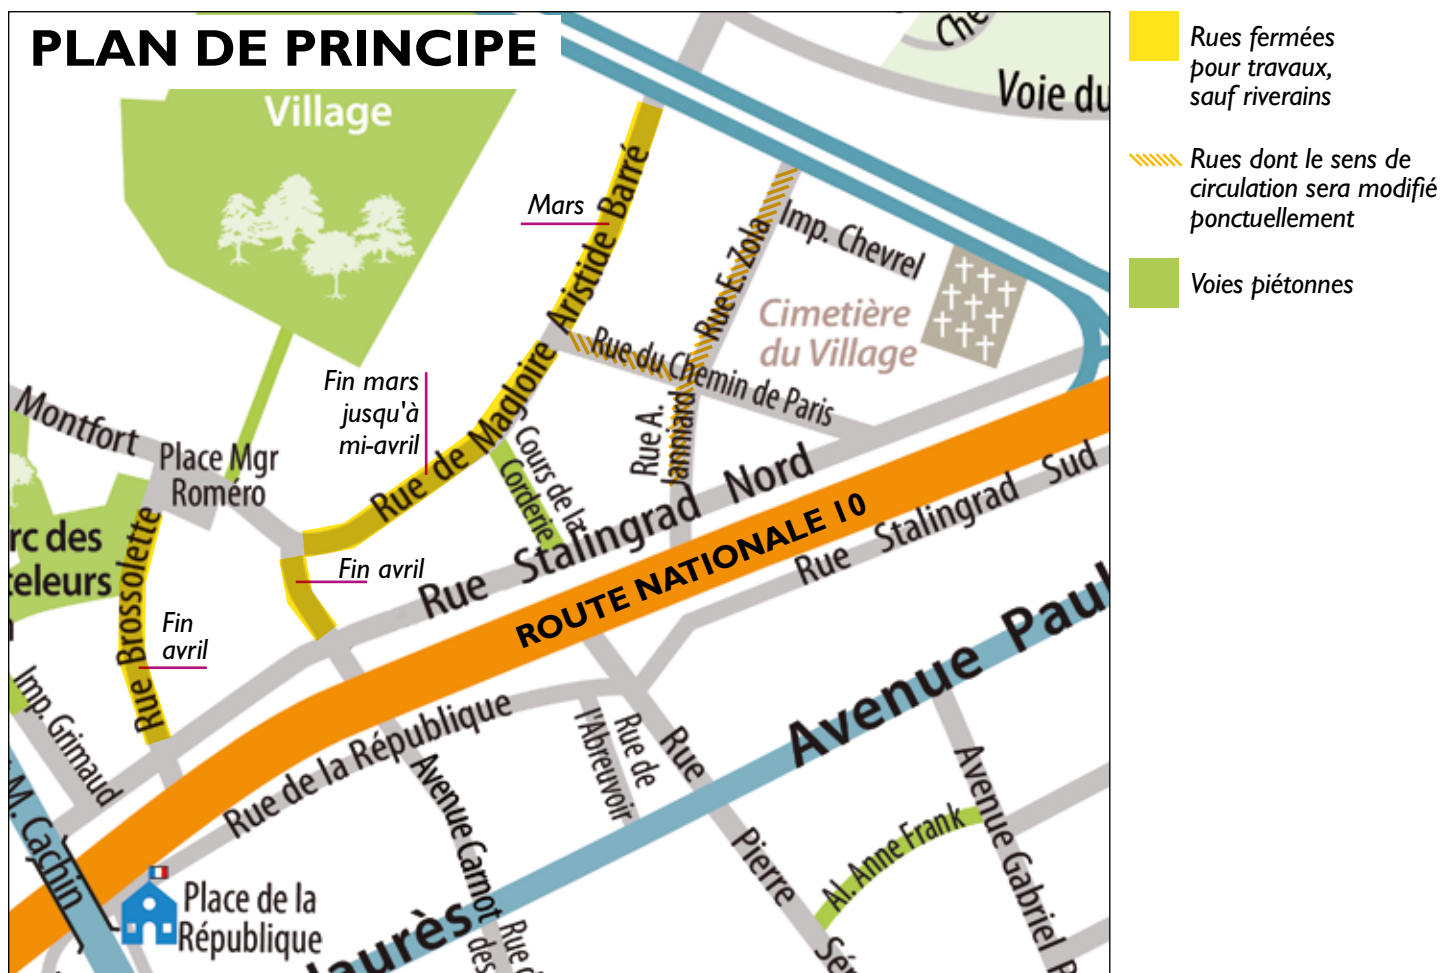 PLAN DE PRINCIPE
Village
Voie du
Che
Mars
Aristide Barré
Rue E. Zola
Imp. Chevrel
Cimetière
du Village
Rue du Chemin de Paris
Rue A.
Janniard
Fin mars
jusqu'à
mi-avril
Rue de Magloire
Cours de la
Corderie
Montfort
Place Mgr
Roméro
rc des
teleurs
Fin avril
Rue Brossolette
Fin
avril
Imp. Grimaud
Rue Stalingrad Nord
ROUTE NATIONALE 10
Rue Stalingrad Sud
Avenue Paul
Rue de la République
Rue de
l'Abreuvoir
Rue Pierre Sé
Avenue Carnot
Avenue Gabriel P
Al. Anne Frank
M. Cachin
Place de la
République
Jaurès
des
Rue d
Rues fermées
pour travaux,
sauf riverains
Rues dont le sens de
circulation sera modifié
ponctuellement
Voies piétonnes